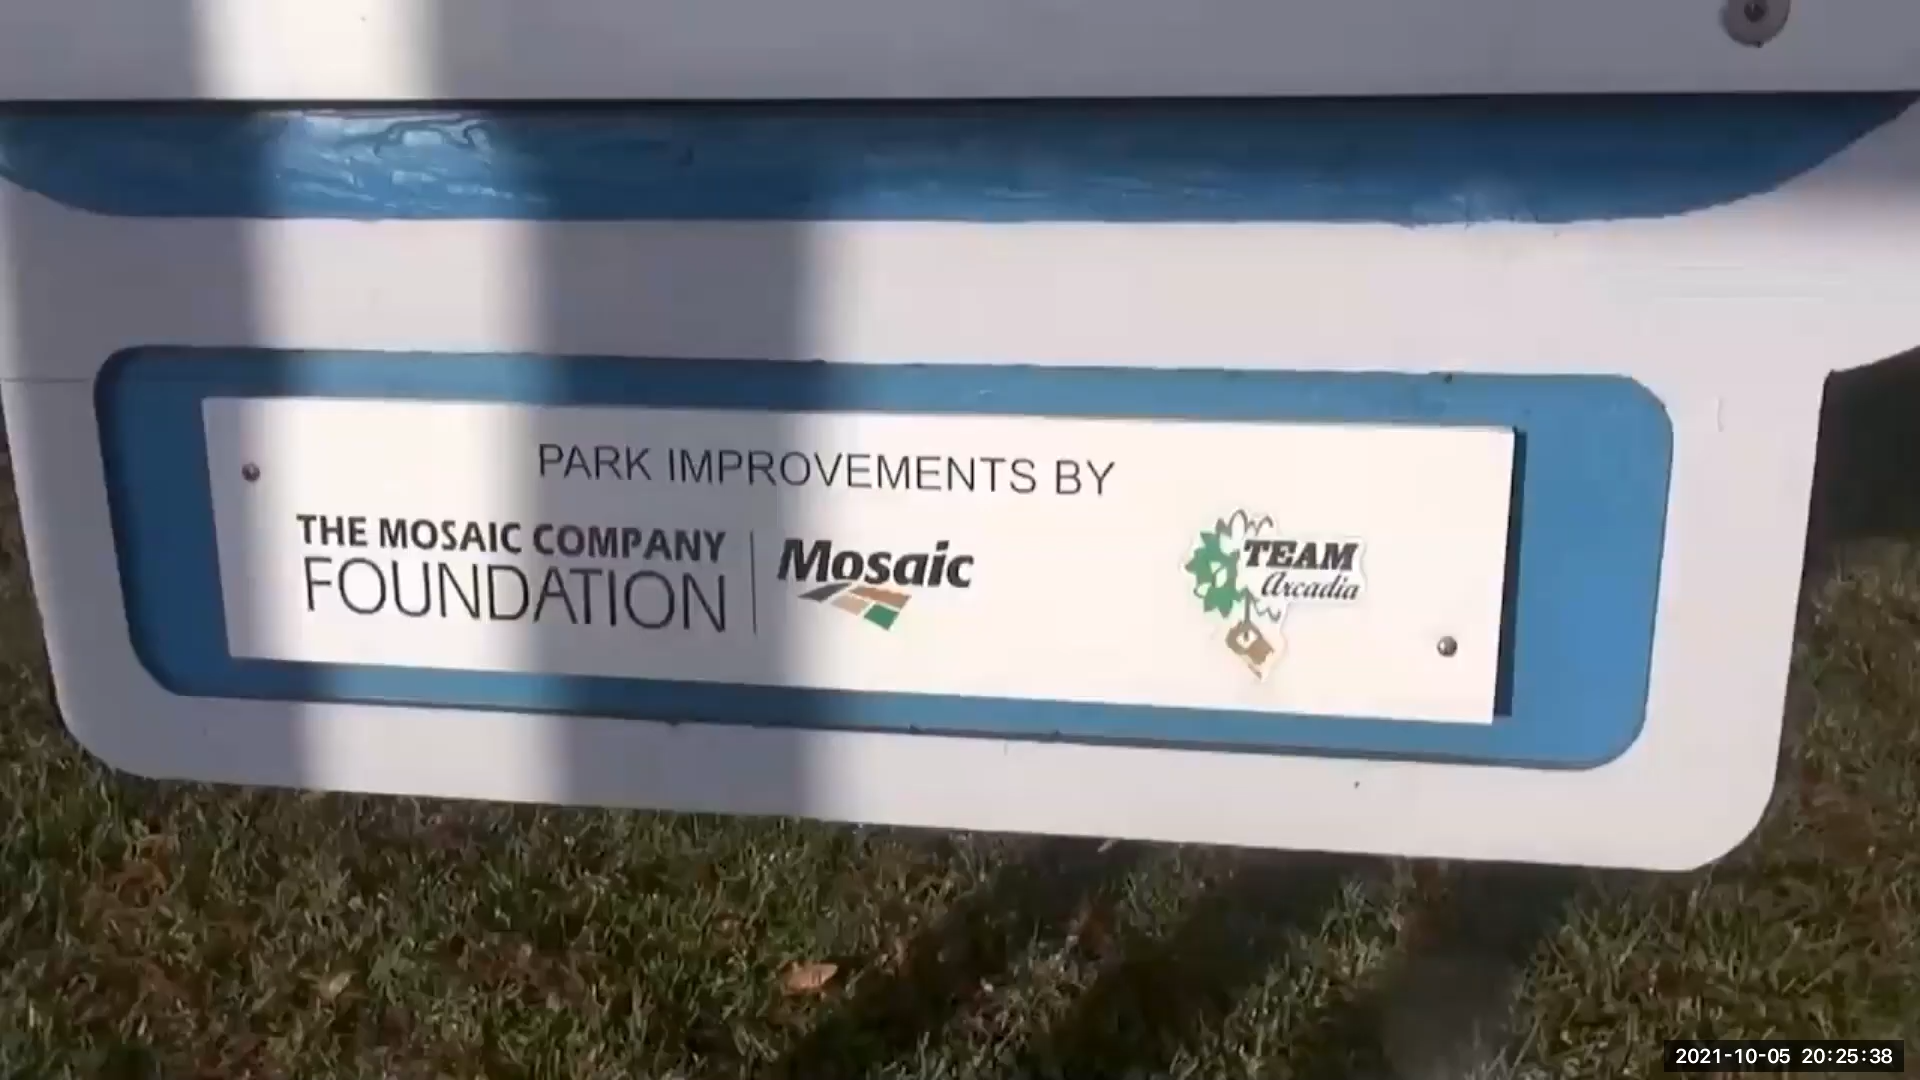 PARK IMPROVEMENTS BY
THE MOSAIC COMPANY
FOUNDATION
Mosaic
TEAM
Arcadia
2021-10-05 20:25:38